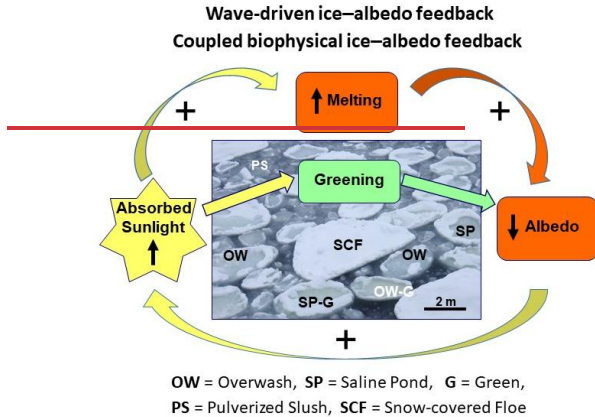 Wave-driven ice–albedo feedback
Coupled biophysical ice–albedo feedback
+
↑ Melting
+
PS
Greening
Absorbed
Sunlight
↑
↓ Albedo
SP
SCF
OW
OW
SP-G
OW-G
2 m
+
OW = Overwash, SP = Saline Pond, G = Green,
PS = Pulverized Slush, SCF = Snow-covered Floe